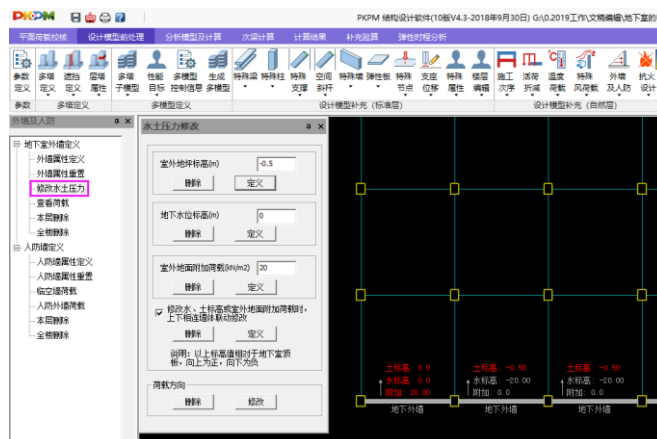 PKPM
PKPM 结构设计软件(10版V4.3-2018年9月30日) G:\0.2019工作\文稿编辑\地下室的
平面荷载校核 设计模型前处理 分析模型及计算 次梁计算 计算结果 补充验算 弹性时程分析
参数定义 多塔定义 遮挡定义 层塔属性 多塔子模型 性能目标 多模型控制信息 生成多模型 特殊梁 特殊柱 特殊支撑 空间斜杆 特殊墙 弹性板 特殊节点 支座位移 特殊属性 楼层编辑 施工次序 活荷折减 温度荷载 特殊风荷载 外墙及人防 抗火设计
参数 多塔定义 多模型定义 设计模型补充（标准层） 设计模型补充（自然层）
外墙及人防
地下室外墙定义
外墙属性定义
外墙属性重置
修改水土压力
查看荷载
本层删除
全楼删除
人防墙定义
人防墙属性定义
人防墙属性重置
临空墙荷载
人防外墙荷载
本层删除
全楼删除
水土压力修改
室外地坪标高(m) -0.5
删除 定义
地下水位标高(m) 0
删除 定义
室外地面附加荷载(kN/m2) 20
删除 定义
修改水、土标高或室外地面附加荷载时，
上下相连墙体联动修改
删除 定义
说明：以上标高值相对于地下室顶
板，向上为正，向下为负
荷载方向
删除 修改
土标高: 0.0 土标高: -0.50 土标高: -0.50
水标高: 0.0 水标高: -20.00 水标高: -20.00
附加: 20.00 附加: 0.0 附加: 0.0
地下外墙 地下外墙 地下外墙